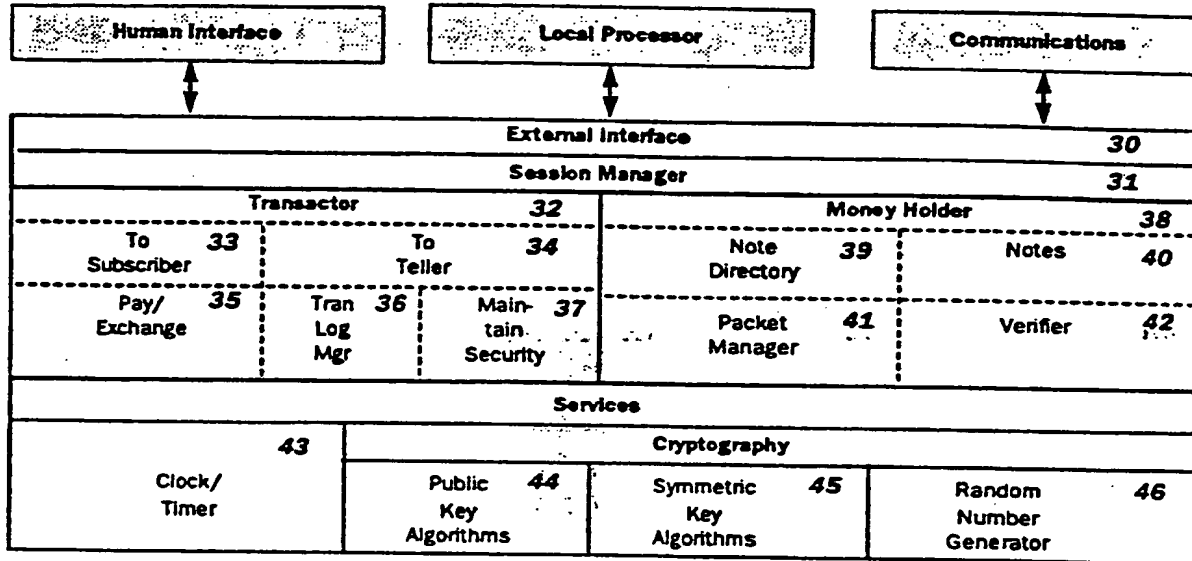 Human Interface
Local Processor
Communications
External Interface 30
Session Manager 31
Transactor 32
Money Holder 38
To 33
Subscriber
To 34
Teller
Note 39
Directory
Notes 40
Pay/ 35
Exchange
Tran 36
Log
Mgr
Main- 37
tain
Security
Packet 41
Manager
Verifier 42
Services
43
Clock/
Timer
Cryptography
Public 44
Key
Algorithms
Symmetric 45
Key
Algorithms
Random 46
Number
Generator